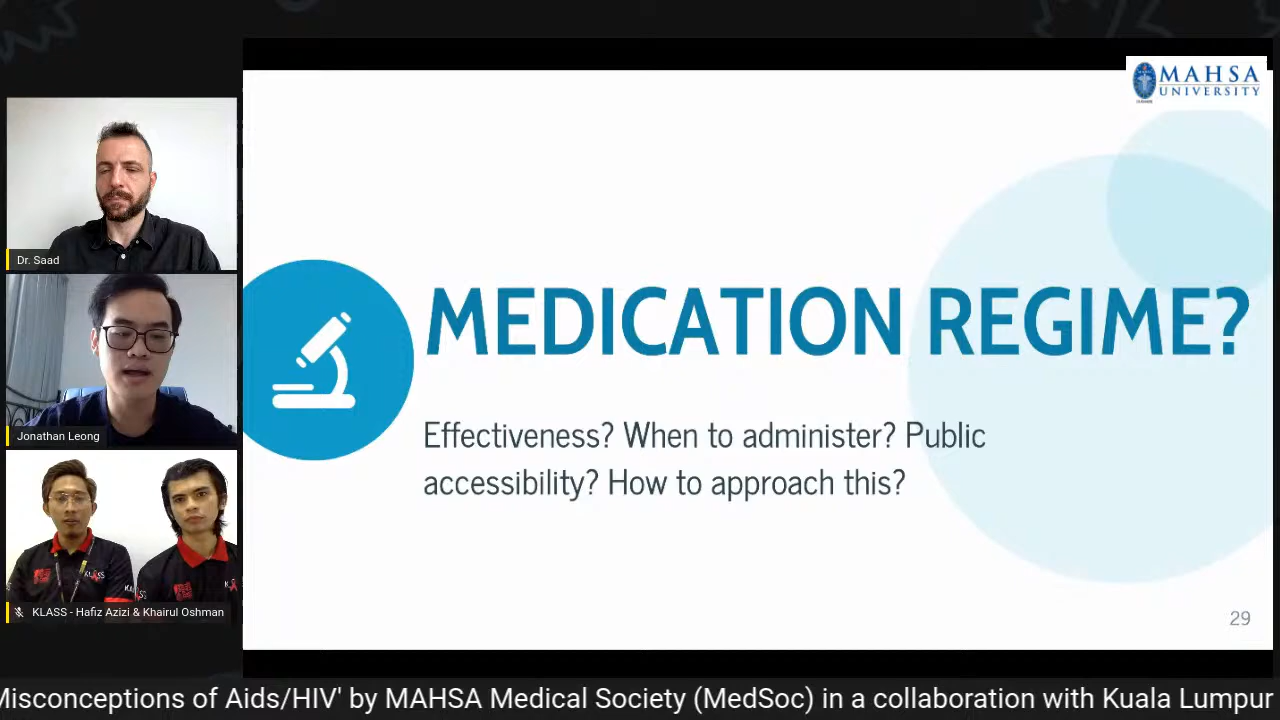 MAHSA
UNIVERSITY
Dr. Saad
MEDICATION REGIME?
Jonathan Leong
Effectiveness? When to administer? Public
accessibility? How to approach this?
KLASS - Hafiz Azizi & Khairul Oshman
29
Misconceptions of Aids/HIV' by MAHSA Medical Society (MedSoc) in a collaboration with Kuala Lumpur